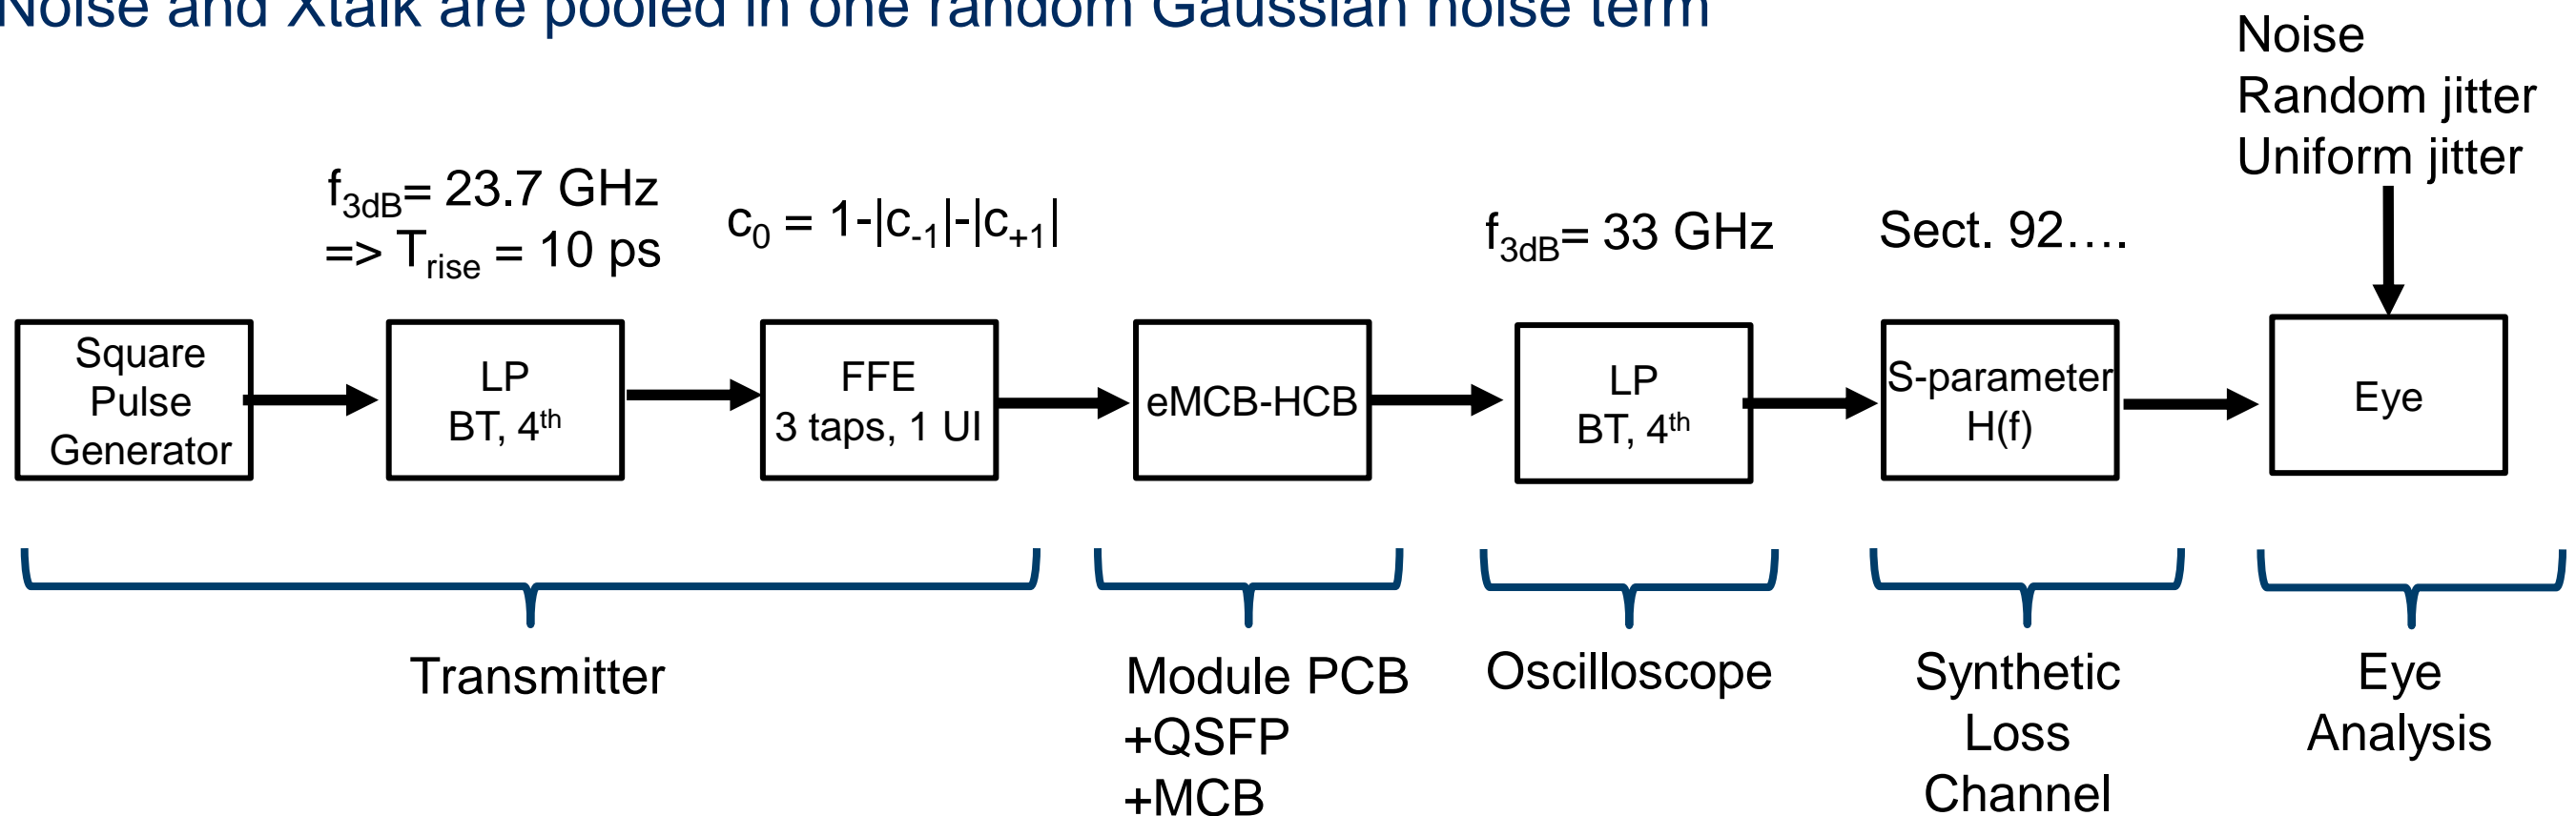 Noise and Xtalk are pooled in one random Gaussian noise term
Noise
Random jitter
Uniform jitter
f3dB= 23.7 GHz
=> Trise = 10 ps
c0 = 1-|c-1|-|c+1|
f3dB= 33 GHz
Sect. 92….
Square
Pulse
Generator
LP
BT, 4th
FFE
3 taps, 1 UI
eMCB-HCB
LP
BT, 4th
S-parameter
H(f)
Eye
Transmitter
Module PCB
+QSFP
+MCB
Oscilloscope
Synthetic
Loss
Channel
Eye
Analysis